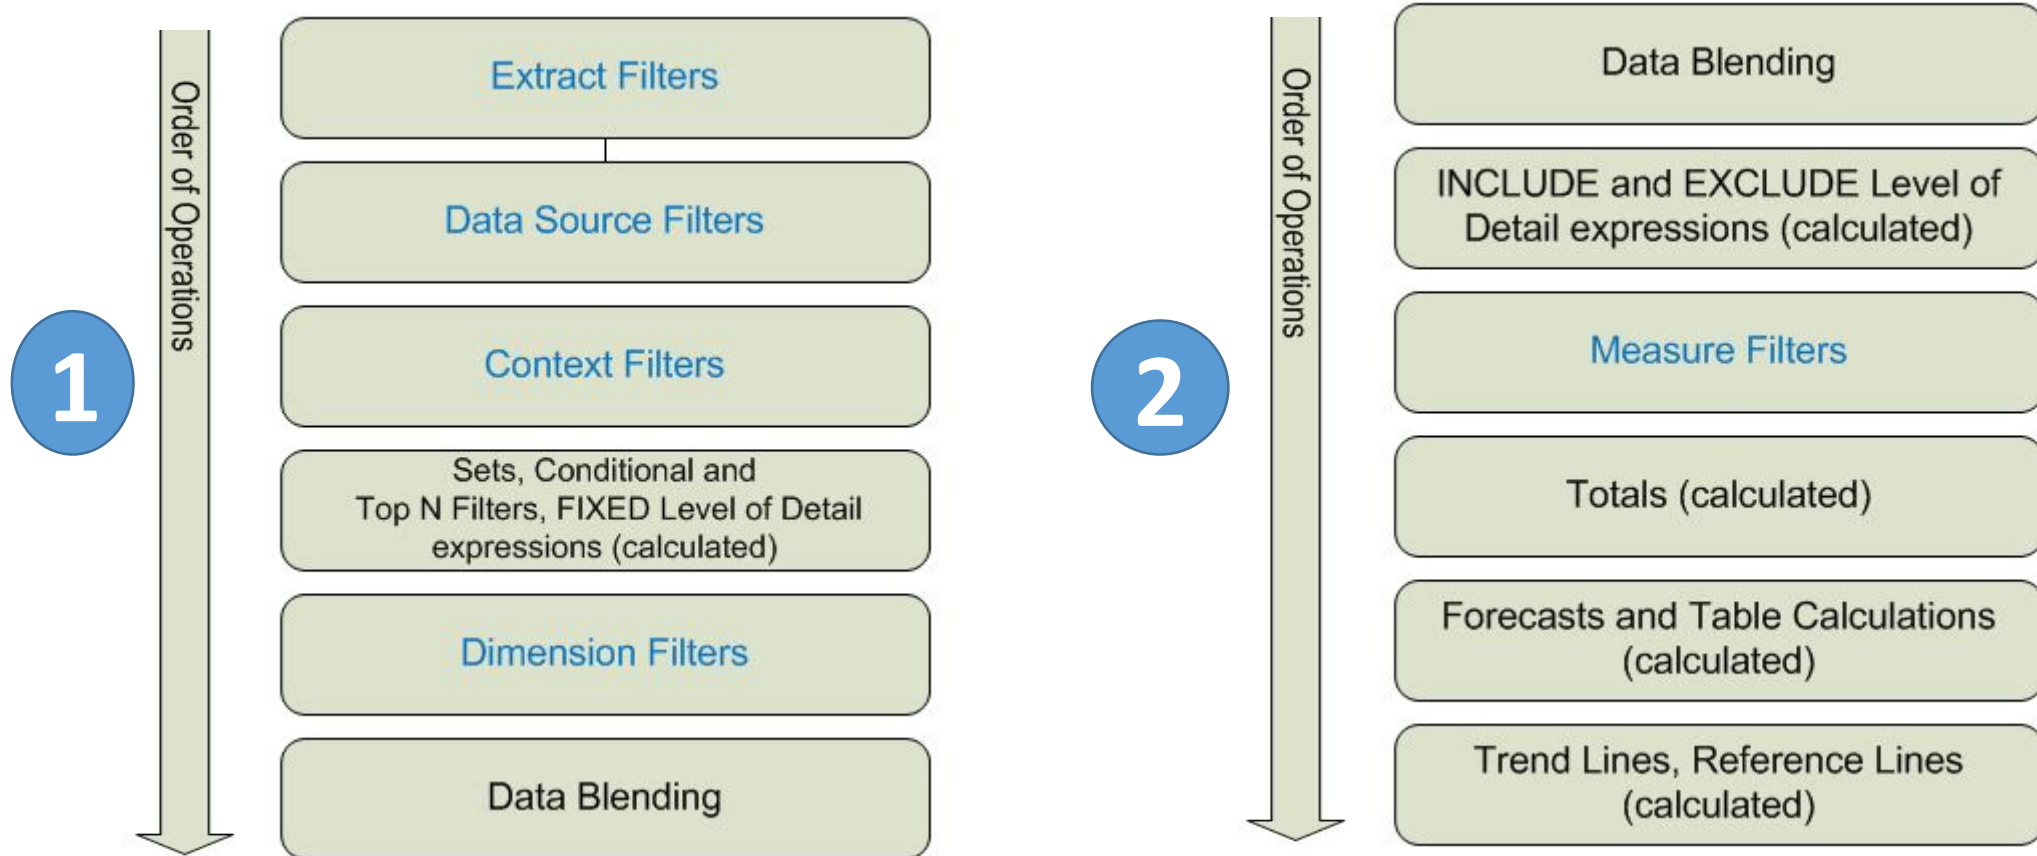 1
Order of Operations
Extract Filters
Data Source Filters
Context Filters
Sets, Conditional and
Top N Filters, FIXED Level of Detail
expressions (calculated)
Dimension Filters
Data Blending
2
Order of Operations
Data Blending
INCLUDE and EXCLUDE Level of
Detail expressions (calculated)
Measure Filters
Totals (calculated)
Forecasts and Table Calculations
(calculated)
Trend Lines, Reference Lines
(calculated)